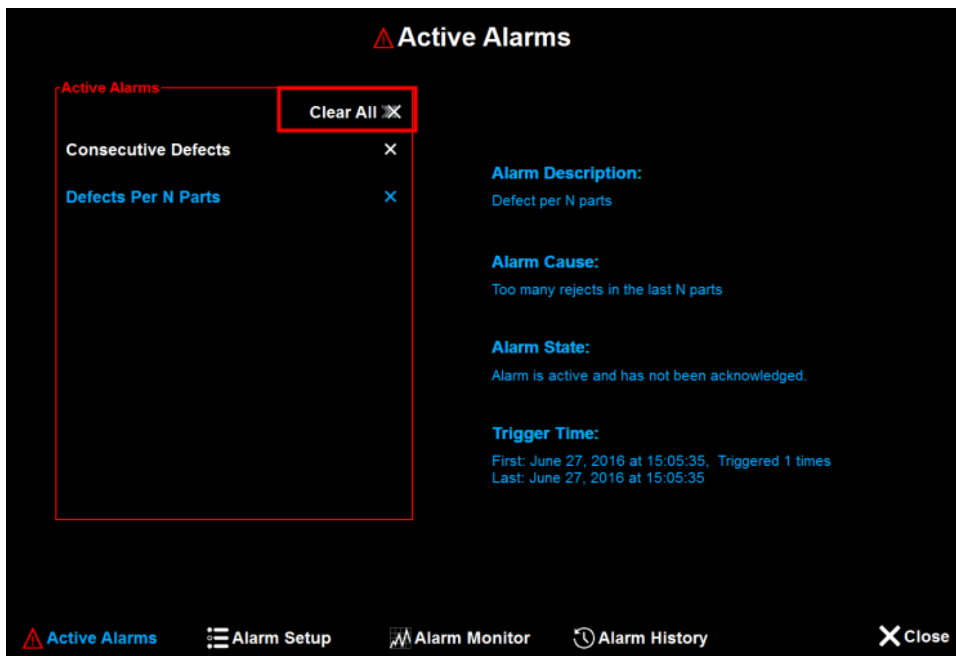 Active Alarms
Active Alarms
Clear All
Consecutive Defects
Defects Per N Parts
Alarm Description:
Defect per N parts
Alarm Cause:
Too many rejects in the last N parts
Alarm State:
Alarm is active and has not been acknowledged.
Trigger Time:
First: June 27, 2016 at 15:05:35, Triggered 1 times
Last: June 27, 2016 at 15:05:35
Active Alarms Alarm Setup Alarm Monitor Alarm History Close